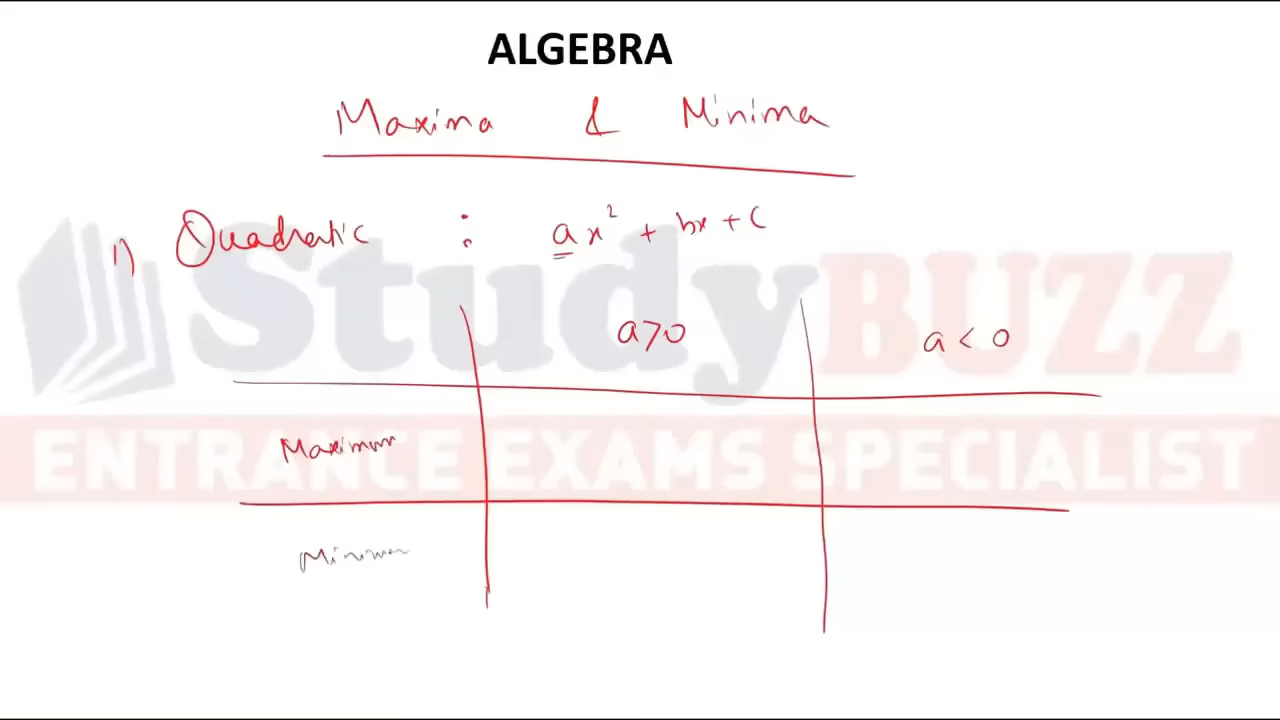 ALGEBRA
Maxima & Minima
1) Quadratic : ax² + bx + c
a>0 a < 0
StudyBUZZ
Maximum
ENTRANCE EXAMS SPECIALIST
Minimum